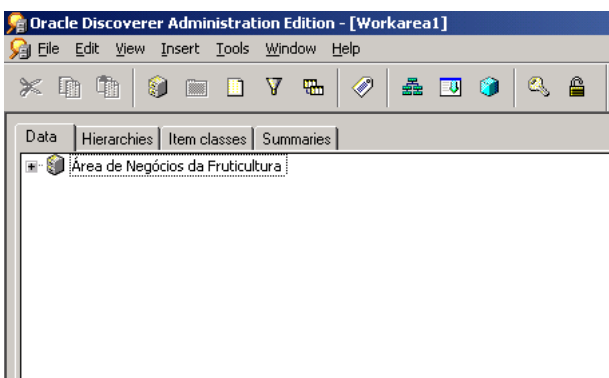 Oracle Discoverer Administration Edition - [Workarea1]
File Edit View Insert Tools Window Help
Data Hierarchies Item classes Summaries
Área de Negócios da Fruticultura